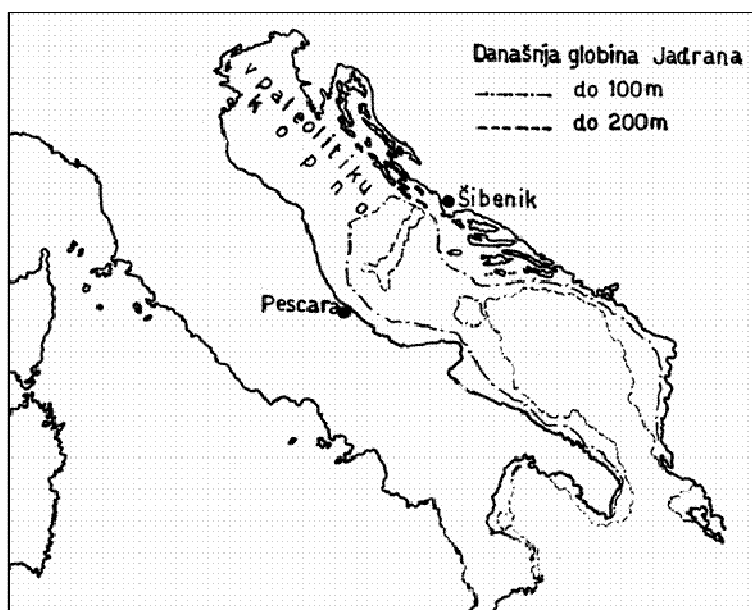 Današnja globina Jadrana
do 100m
do 200m
v paleolitiku
kopno
Šibenik
Pescara